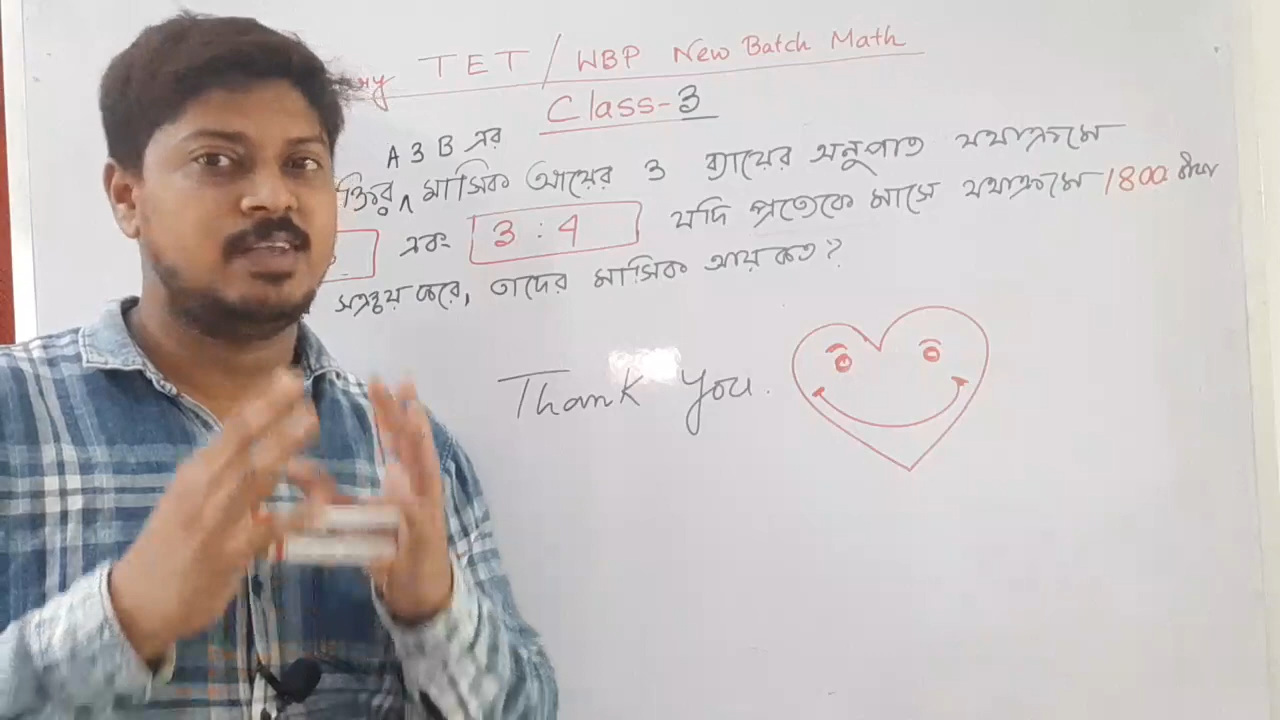 TET / WBP New Batch Math
Class-3
A ও B এর
মাসিক আয়ের ও ব্যায়ের অনুপাত যথাক্রমে
এবং 3 : 4 যদি প্রত্যেকে মাসে যথাক্রমে 1800 টাকা
সঞ্চয় করে, তাদের মাসিক আয় কত?
Thank you.